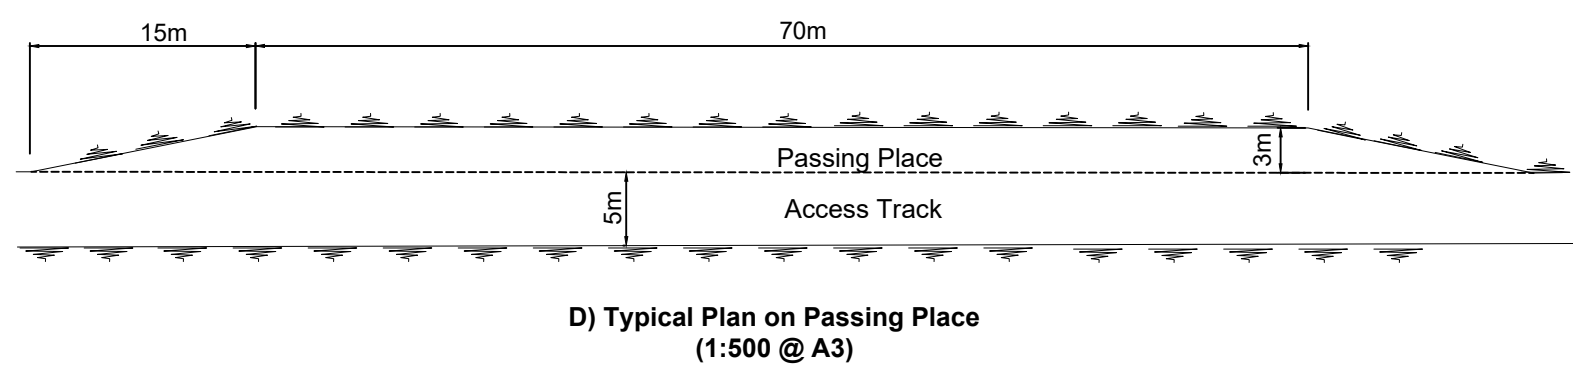 15m
70m
Passing Place
3m
5m
Access Track
D) Typical Plan on Passing Place
(1:500 @ A3)